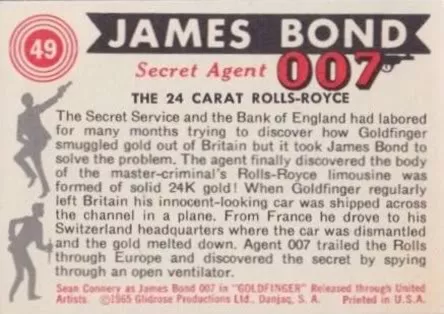 49
JAMES BOND
Secret Agent 007
THE 24 CARAT ROLLS-ROYCE
The Secret Service and the Bank of England had labored
for many months trying to discover how Goldfinger
smuggled gold out of Britain but it took James Bond to
solve the problem. The agent finally discovered the body
of the master-criminal's Rolls-Royce limousine was
formed of solid 24K gold! When Goldfinger regularly
left Britain his innocent-looking car was shipped across
the channel in a plane. From France he drove to his
Switzerland headquarters where the car was dismantled
and the gold melted down. Agent 007 trailed the Rolls
through Europe and discovered the secret by spying
through an open ventilator.
Sean Connery as James Bond 007 in "GOLDFINGER" Released through United
Artists. ©1965 Glidrose Productions Ltd., Danjaq, S. A. Printed in U.S.A.